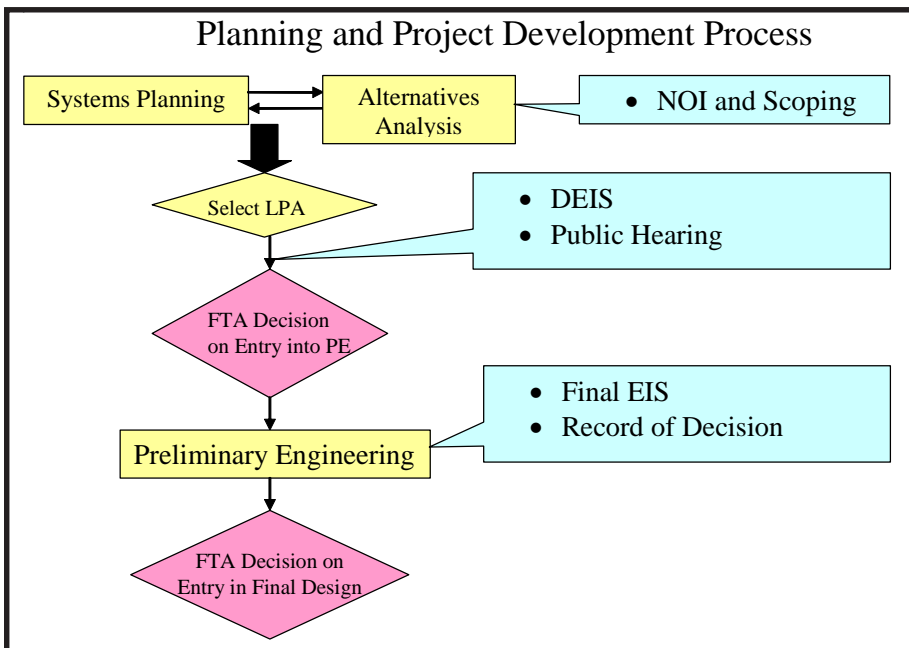 Planning and Project Development Process
Systems Planning
Alternatives
Analysis
• NOI and Scoping
Select LPA
• DEIS
• Public Hearing
FTA Decision
on Entry into PE
• Final EIS
• Record of Decision
Preliminary Engineering
FTA Decision on
Entry in Final Design